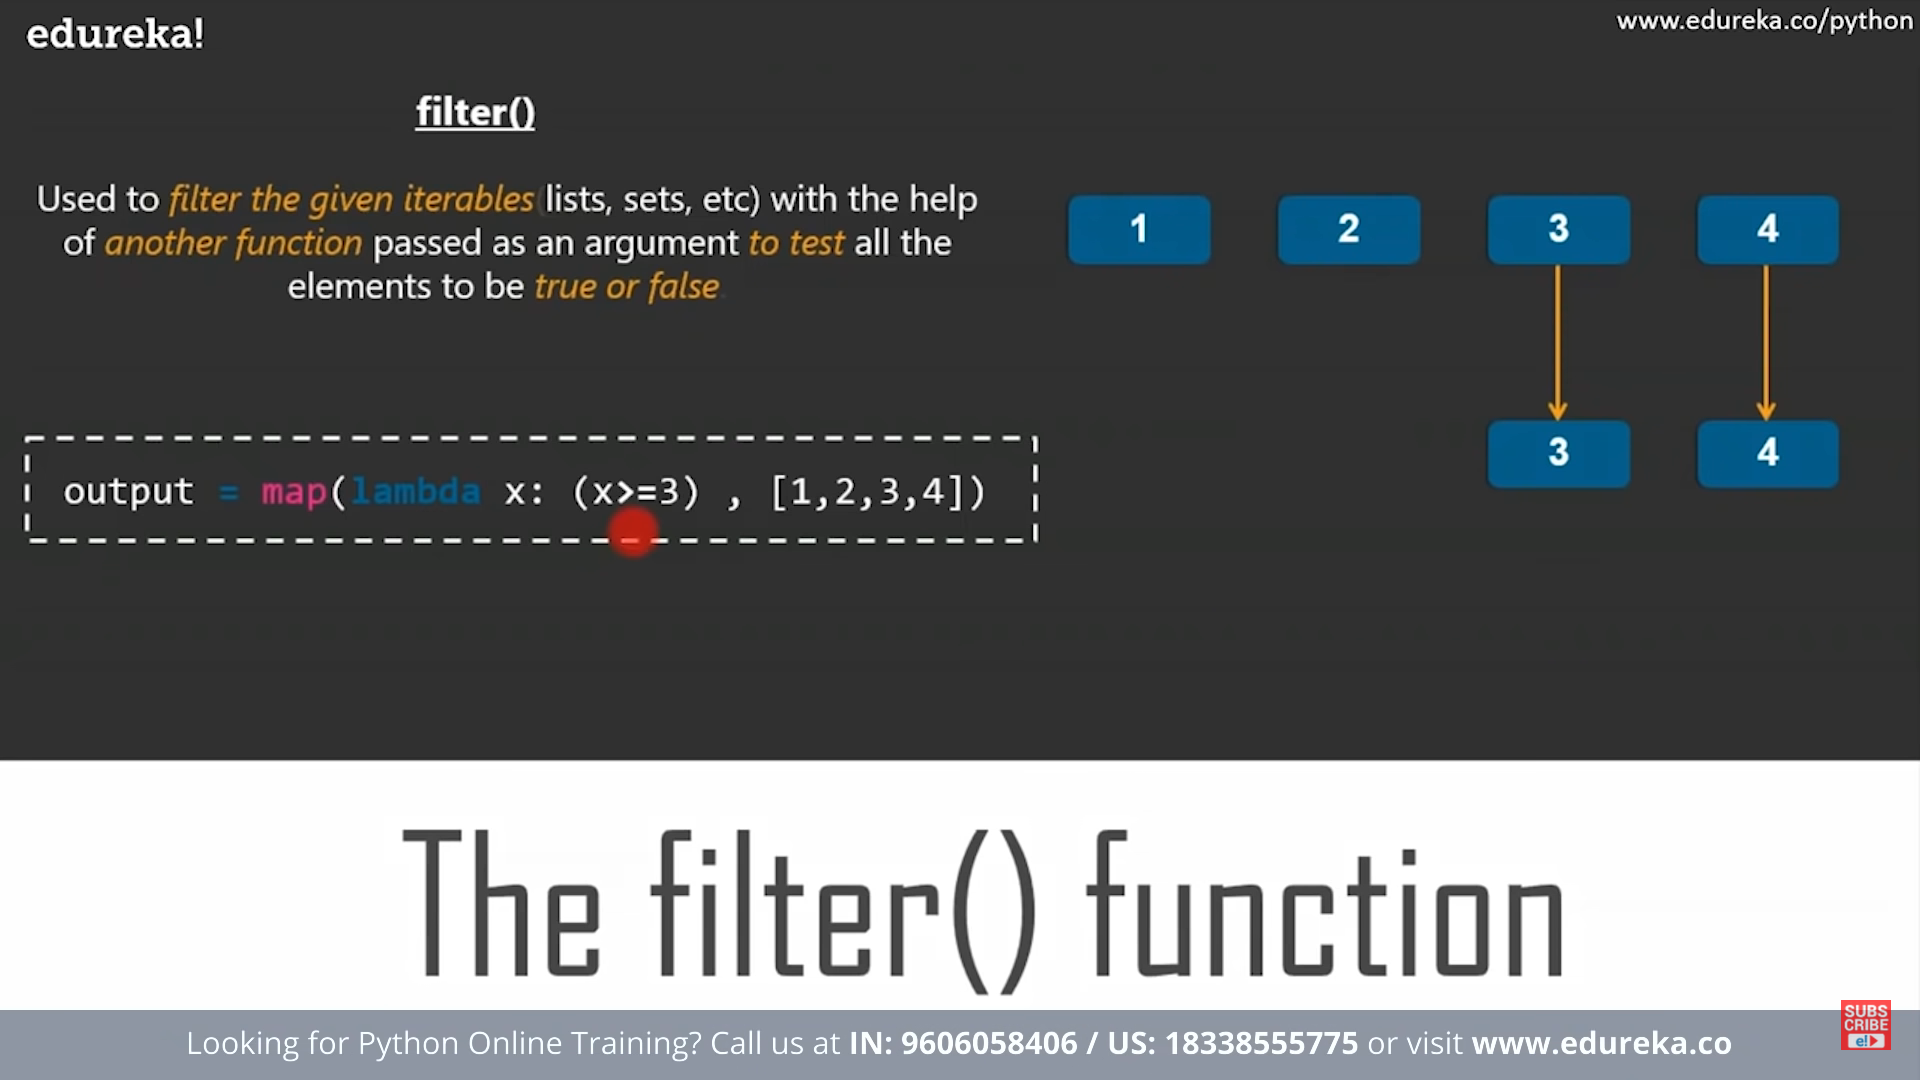 edureka!
www.edureka.co/python
filter()
Used to filter the given iterables (lists, sets, etc) with the help
of another function passed as an argument to test all the
elements to be true or false
1 2 3 4
3 4
output = map(lambda x: (x>=3) , [1,2,3,4])
The filter() function
Looking for Python Online Training? Call us at IN: 9606058406 / US: 18338555775 or visit www.edureka.co
SUBS
CRIBE
e!